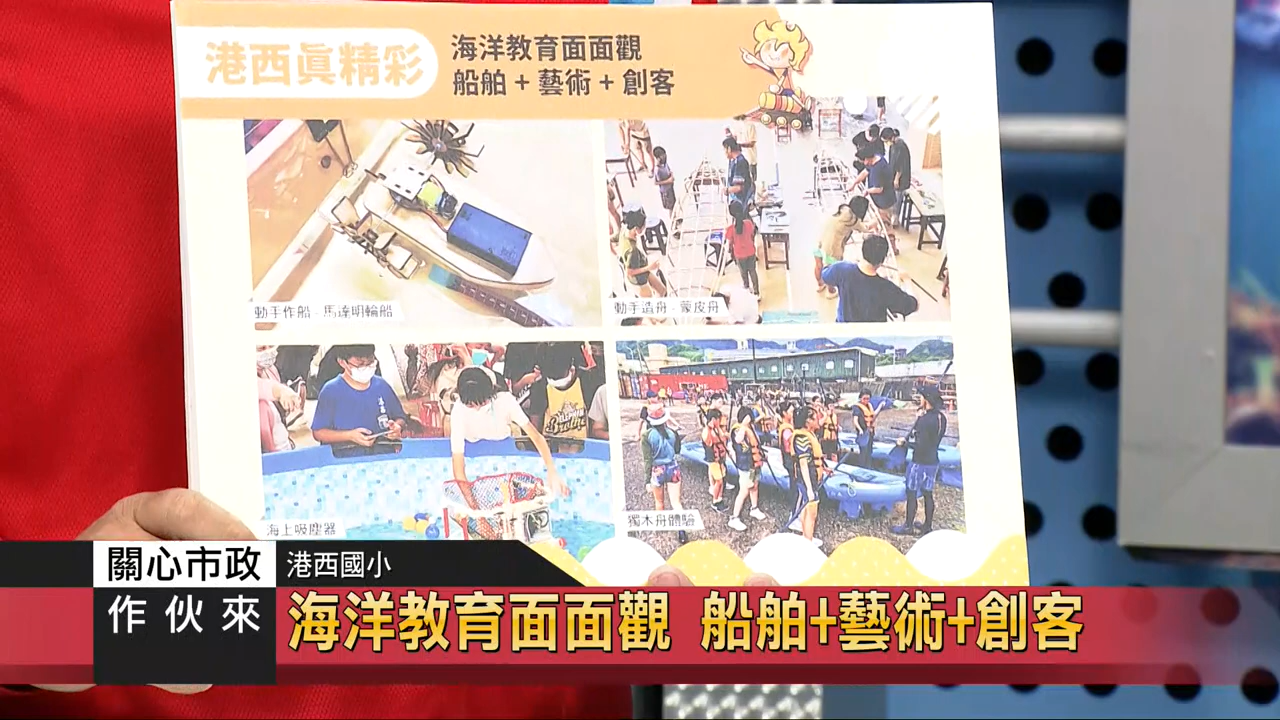 港西真精彩
海洋教育面面觀
船舶+藝術+創客
動手作船-馬達明輪船
動手造舟-蒙皮舟
海上吸塵器
獨木舟體驗
關心市政
作伙來
港西國小
海洋教育面面觀 船舶+藝術+創客